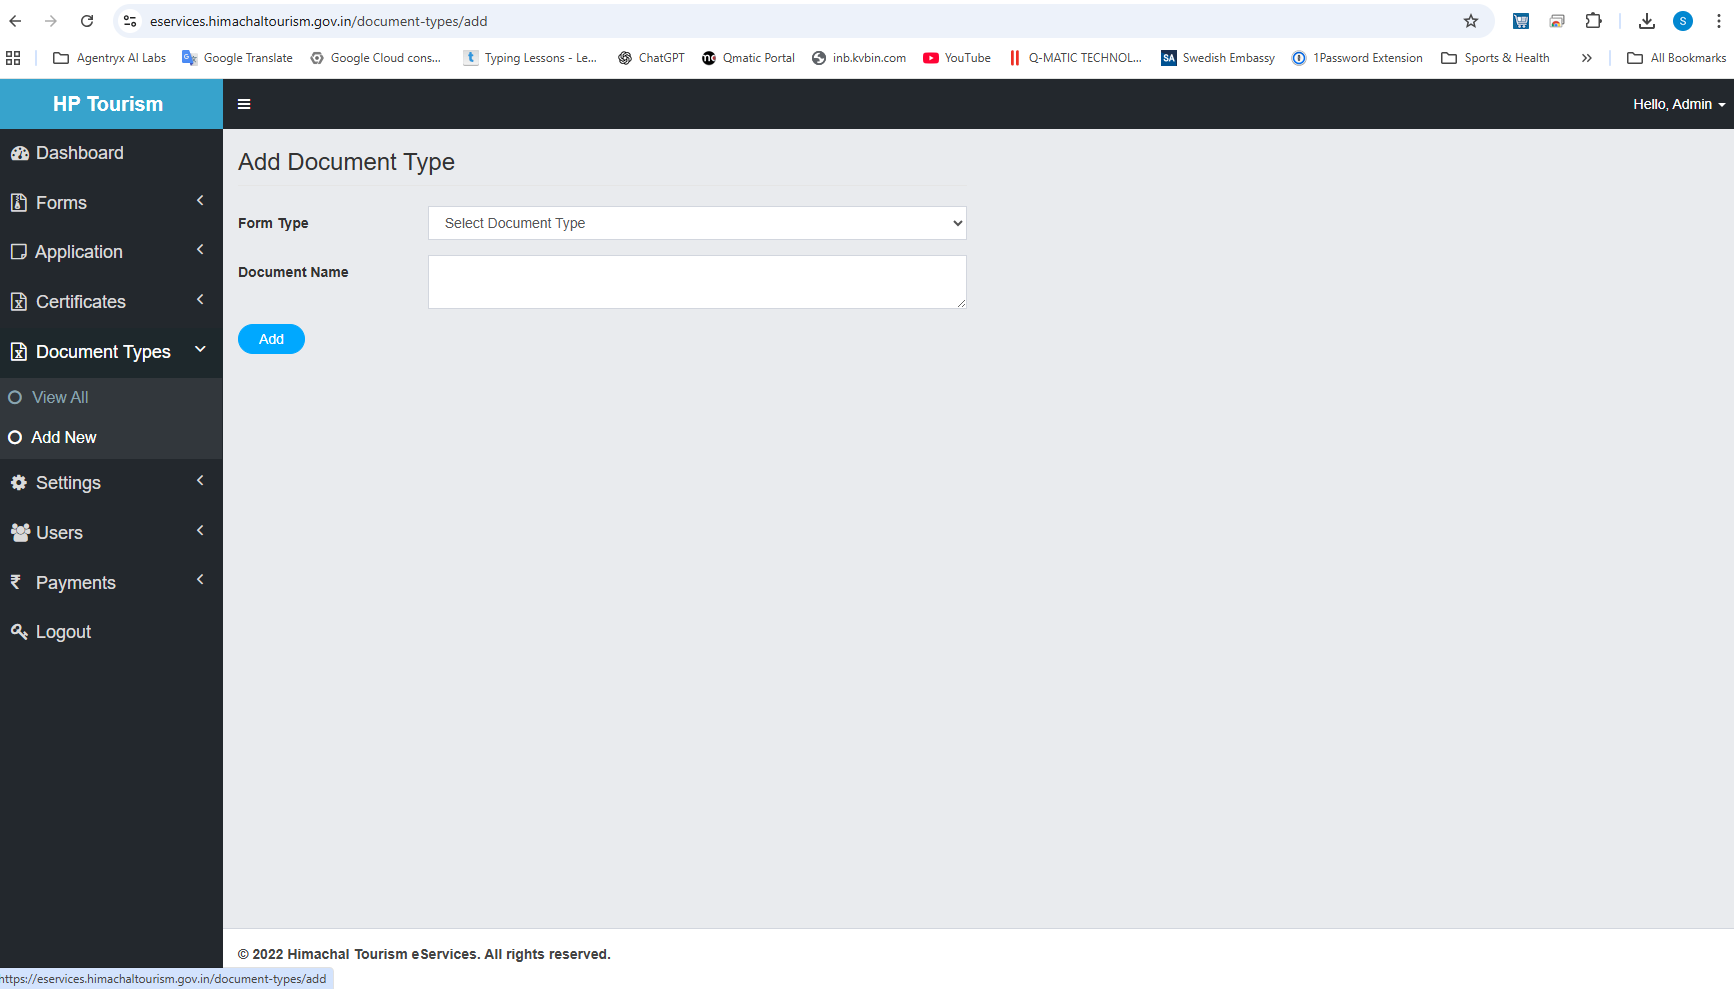 eservices.himachaltourism.gov.in/document-types/add
S
Agentryx AI Labs
Google Translate
Google Cloud cons...
Typing Lessons - Le...
ChatGPT
Qmatic Portal
inb.kvbin.com
YouTube
Q-MATIC TECHNOL...
SA Swedish Embassy
1Password Extension
Sports & Health
»
All Bookmarks
HP Tourism
Hello, Admin
Dashboard
Forms
Application
Certificates
Document Types
View All
Add New
Settings
Users
₹ Payments
Logout
Add Document Type
Form Type
Select Document Type
Document Name
Add
© 2022 Himachal Tourism eServices. All rights reserved.
https://eservices.himachaltourism.gov.in/document-types/add